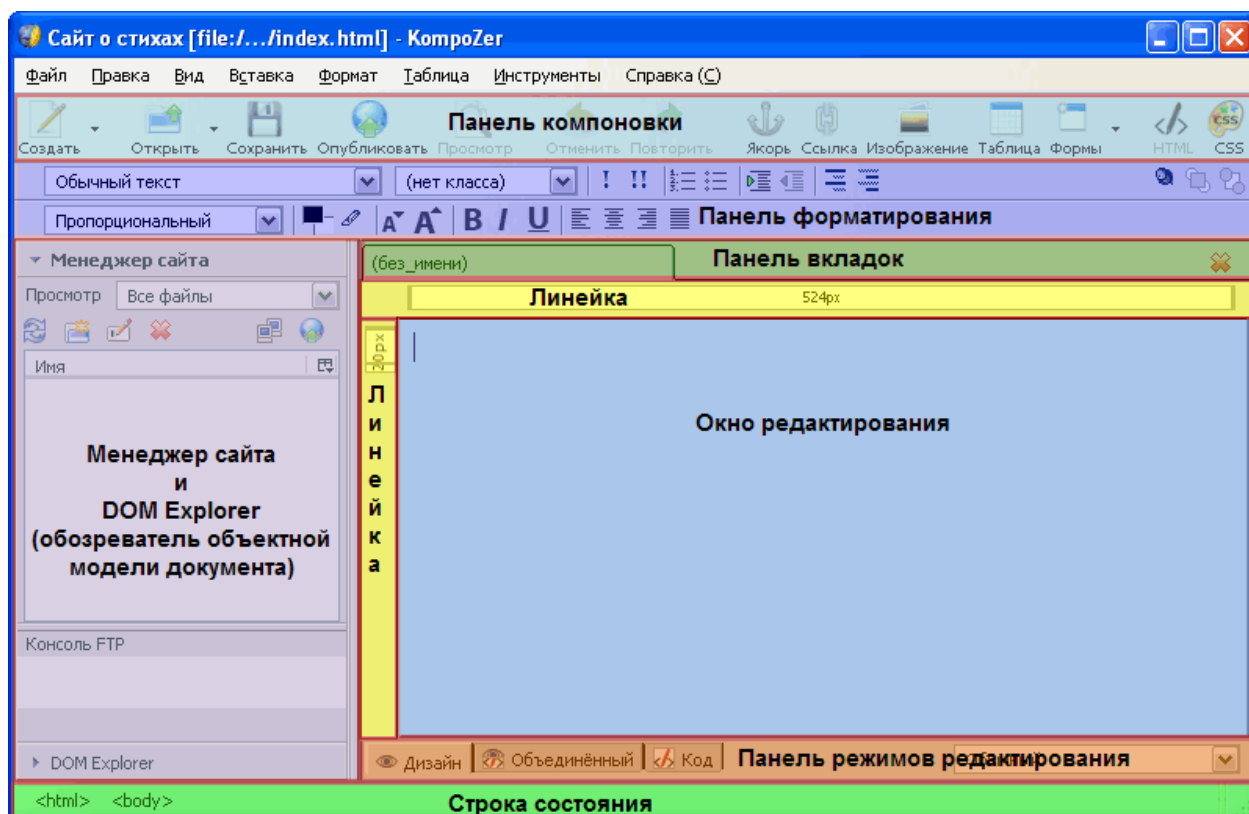 Сайт о стихах [file:/.../index.html] - KompoZer
Файл Правка Вид Вставка Формат Таблица Инструменты Справка (С)
Панель компоновки
Создать Открыть Сохранить Опубликовать Просмотр Отменить Повторить Якорь Ссылка Изображение Таблица Формы HTML CSS
Обычный текст (нет класса) ! !!
Пропорциональный A A B I U Панель форматирования
Менеджер сайта (без_имени) Панель вкладок
Просмотр Все файлы Линейка 524px
20px
Имя
Линейка
Окно редактирования
Менеджер сайта
и
DOM Explorer
(обозреватель объектной
модели документа)
Консоль FTP
DOM Explorer Дизайн Объединённый Код Панель режимов редактирования
<html> <body> Строка состояния